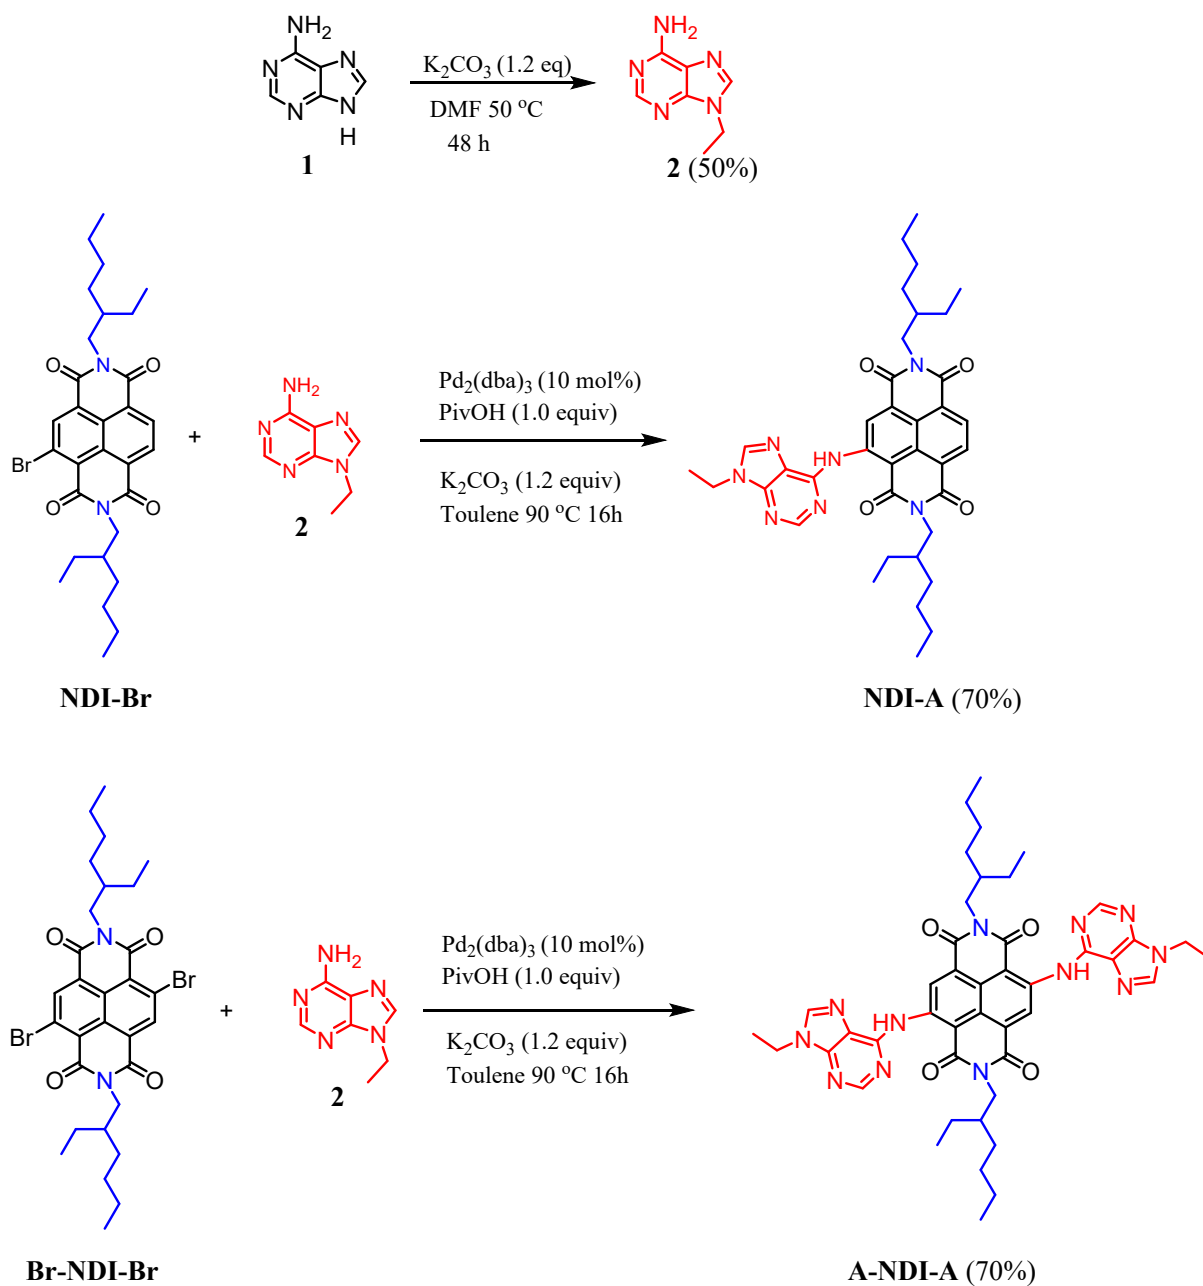 NH2
N
N
N
N
H
1
K2CO3 (1.2 eq)
DMF 50 °C
48 h
NH2
N
N
N
N
2 (50%)
O
N
O
Br
O
N
O
NDI-Br
+
NH2
N
N
N
N
2
Pd2(dba)3 (10 mol%)
PivOH (1.0 equiv)
K2CO3 (1.2 equiv)
Toulene 90 °C 16h
O
N
O
HN
N
N
N
N
O
N
O
NDI-A (70%)
O
N
O
Br
Br
O
N
O
Br-NDI-Br
+
NH2
N
N
N
N
2
Pd2(dba)3 (10 mol%)
PivOH (1.0 equiv)
K2CO3 (1.2 equiv)
Toulene 90 °C 16h
N
N
N
N
NH
O
N
O
HN
N
N
N
N
O
N
O
A-NDI-A (70%)